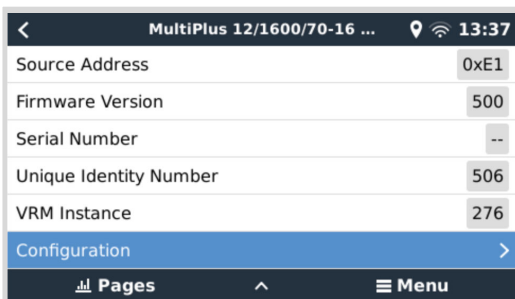 MultiPlus 12/1600/70-16 ... 13:37
Source Address 0xE1
Firmware Version 500
Serial Number --
Unique Identity Number 506
VRM Instance 276
Configuration
Pages Menu